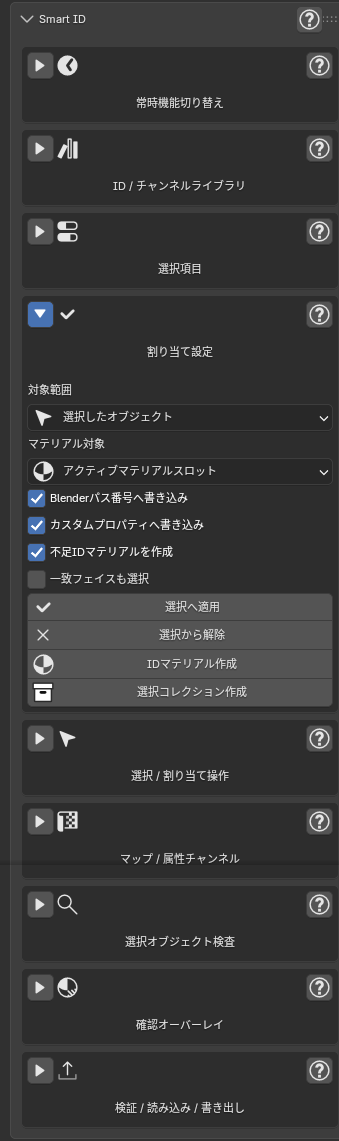 Smart ID
常時機能切り替え
ID / チャンネルライブラリ
選択項目
割り当て設定
対象範囲
選択したオブジェクト
マテリアル対象
アクティブマテリアルスロット
Blenderパス番号へ書き込み
カスタムプロパティへ書き込み
不足IDマテリアルを作成
一致フェイスも選択
選択へ適用
選択から解除
IDマテリアル作成
選択コレクション作成
選択 / 割り当て操作
マップ / 属性チャンネル
選択オブジェクト検査
確認オーバーレイ
検証 / 読み込み / 書き出し